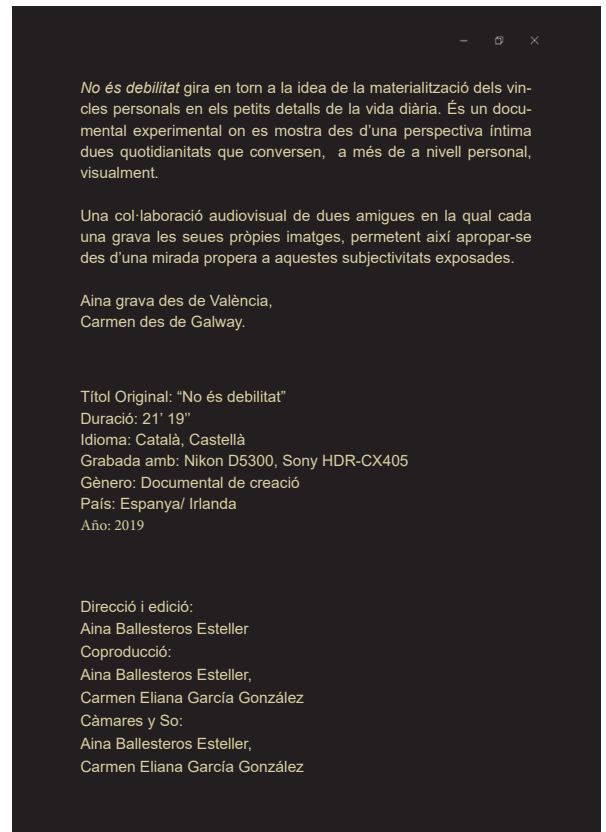 No és debilitat gira en torn a la idea de la materialització dels vin-
cles personals en els petits detalls de la vida diària. És un docu-
mental experimental on es mostra des d’una perspectiva íntima
dues quotidianitats que conversen,  a més de a nivell personal,
visualment.
Una col·laboració audiovisual de dues amigues en la qual cada
una grava les seues pròpies imatges, permetent així apropar-se
des d’una mirada propera a aquestes subjectivitats exposades.
Aina grava des de València,
Carmen des de Galway.
Títol Original: “No és debilitat”
Duració: 21’ 19’’
Idioma: Català, Castellà
Grabada amb: Nikon D5300, Sony HDR-CX405
Gènero: Documental de creació
País: Espanya/ Irlanda
Año: 2019
Direcció i edició:
Aina Ballesteros Esteller
Coproducció:
Aina Ballesteros Esteller,
Carmen Eliana García González
Càmares y So:
Aina Ballesteros Esteller,
Carmen Eliana García González